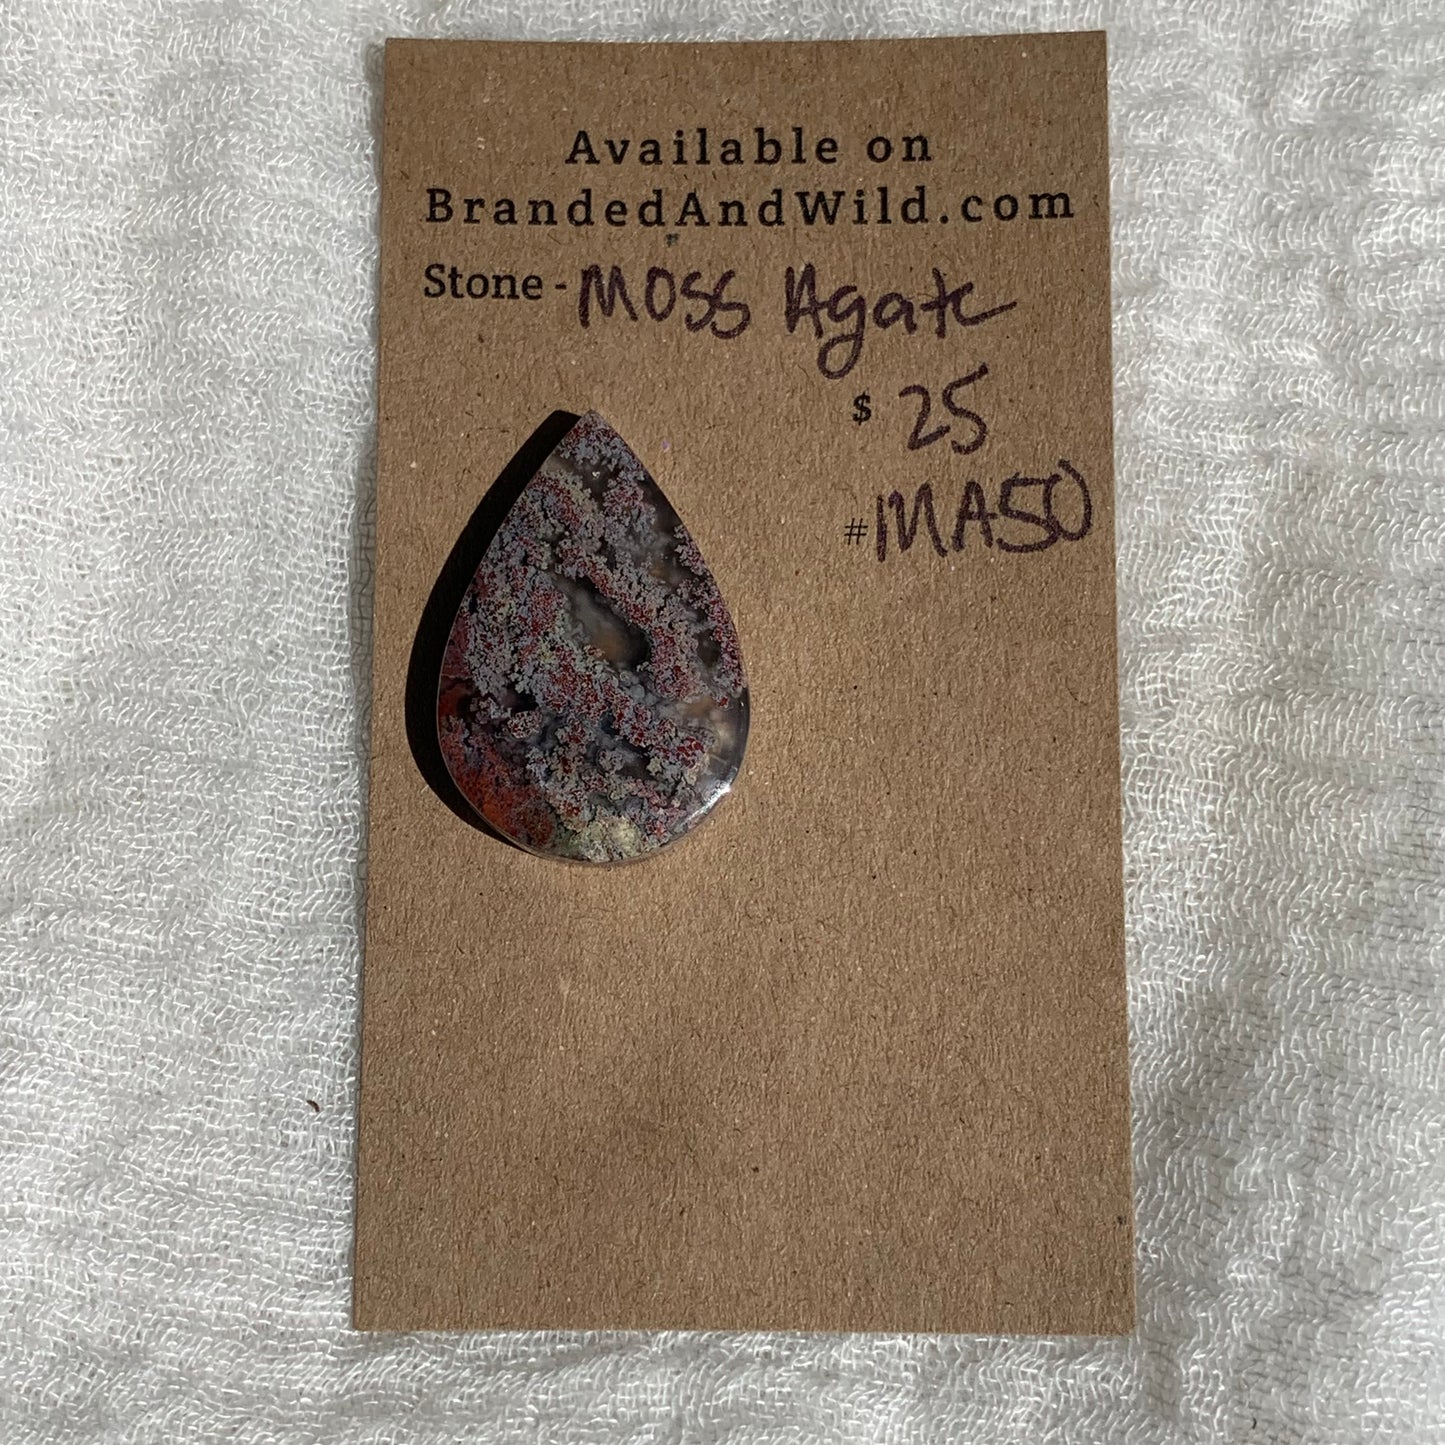 Available on
BrandedAndWild.com
Stone - Moss Agate
$ 25
# MA50